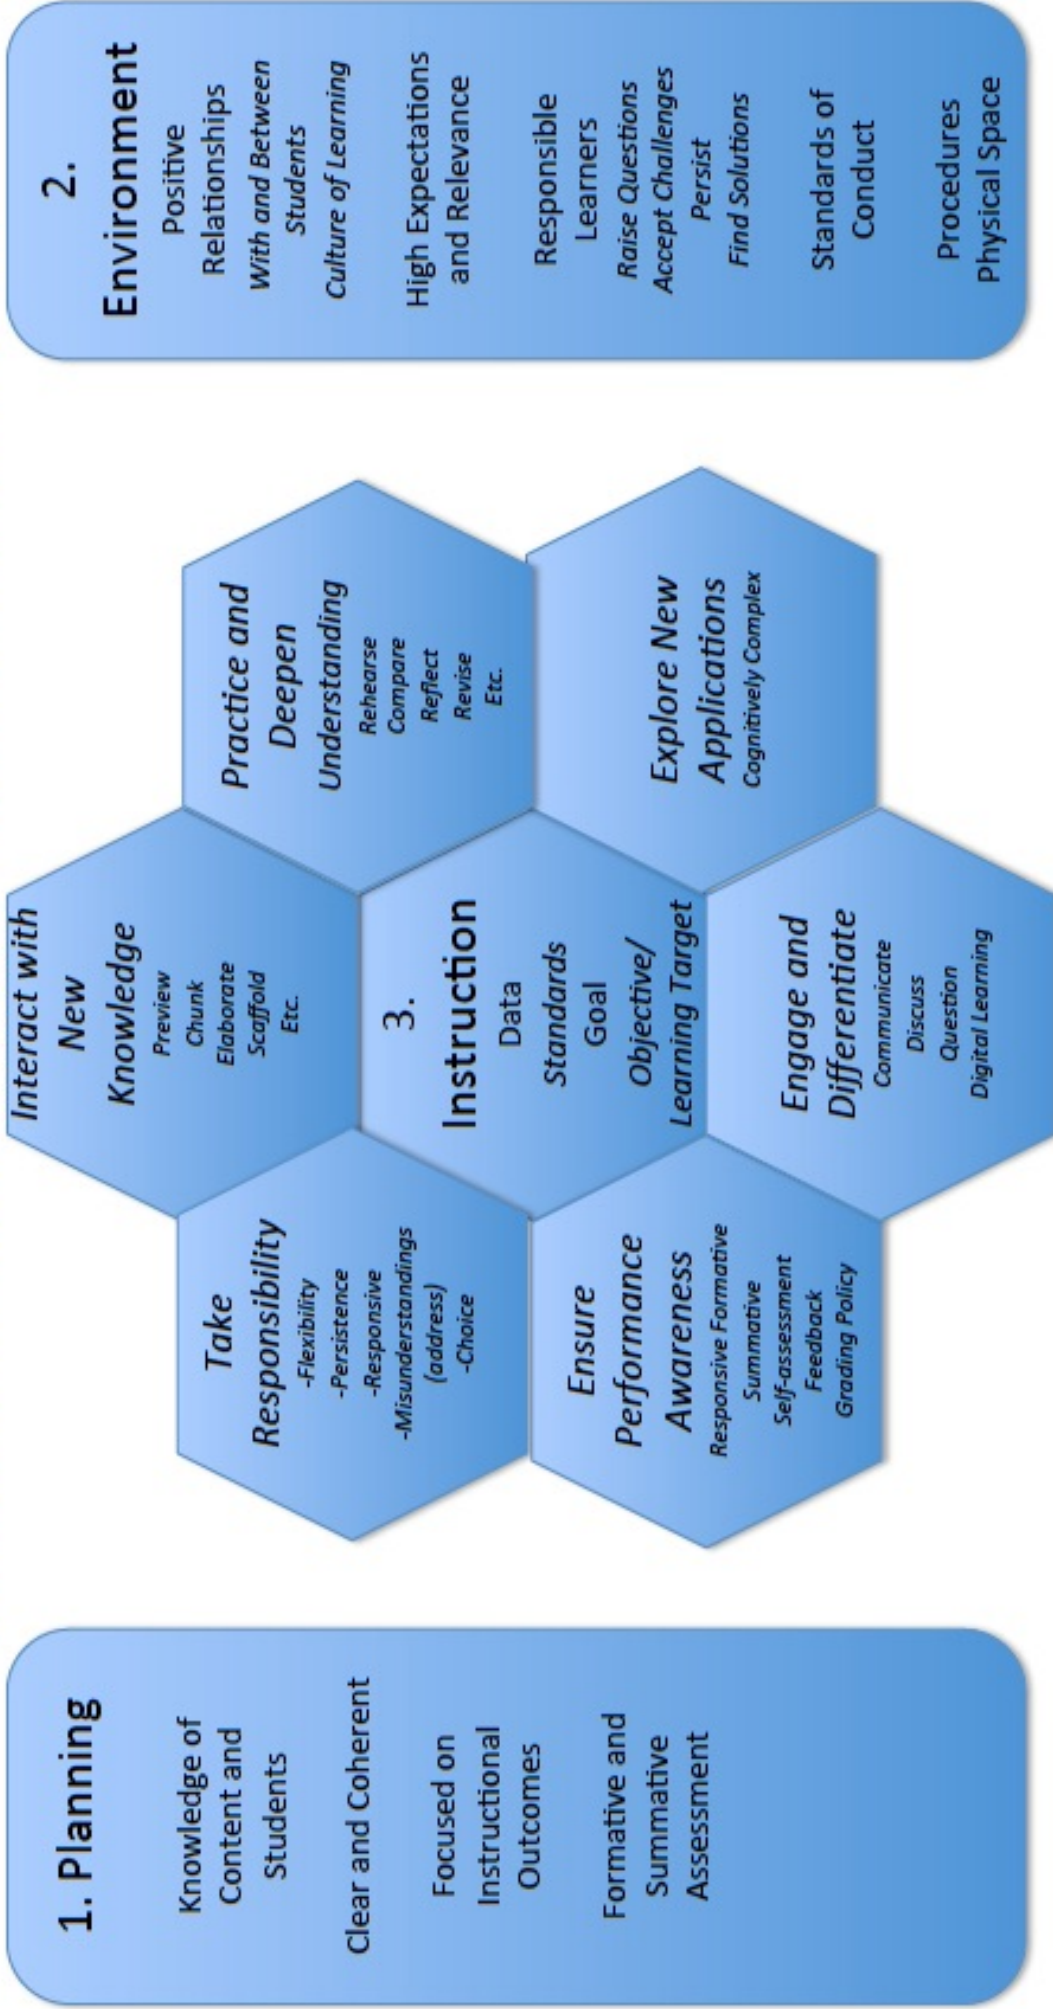 1. Planning
Knowledge of
Content and
Students
Clear and Coherent
Focused on
Instructional
Outcomes
Formative and
Summative
Assessment
Interact with
New
Knowledge
Preview
Chunk
Elaborate
Scaffold
Etc.
Take
Responsibility
-Flexibility
-Persistence
-Responsive
-Misunderstandings
(address)
-Choice
Practice and
Deepen
Understanding
Rehearse
Compare
Reflect
Revise
Etc.
3.
Instruction
Data
Standards
Goal
Objective/
Learning Target
Ensure
Performance
Awareness
Responsive Formative
Summative
Self-assessment
Feedback
Grading Policy
Explore New
Applications
Cognitively Complex
Engage and
Differentiate
Communicate
Discuss
Question
Digital Learning
2.
Environment
Positive
Relationships
With and Between
Students
Culture of Learning
High Expectations
and Relevance
Responsible
Learners
Raise Questions
Accept Challenges
Persist
Find Solutions
Standards of
Conduct
Procedures
Physical Space